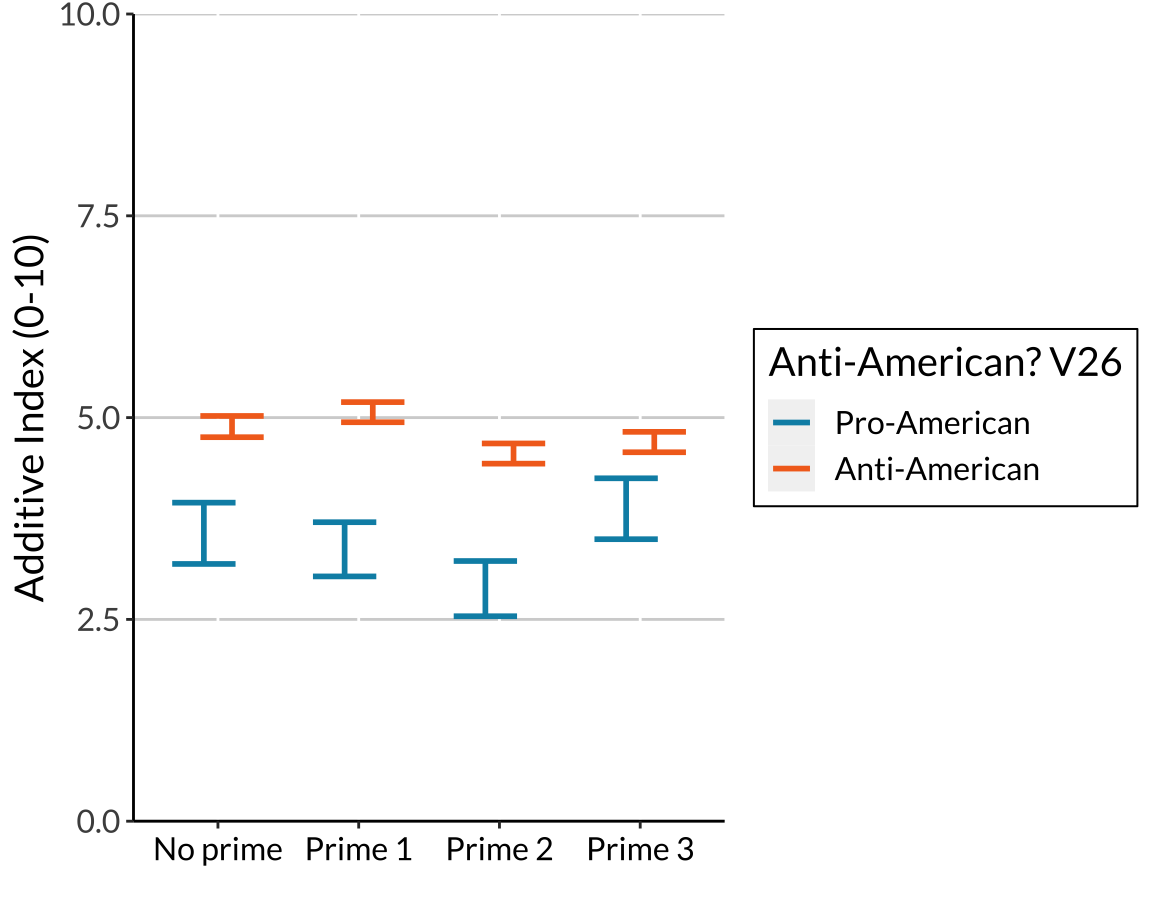 10.0
7.5
5.0
2.5
0.0
Additive Index (0-10)
No prime Prime 1 Prime 2 Prime 3
Anti-American? V26
Pro-American
Anti-American